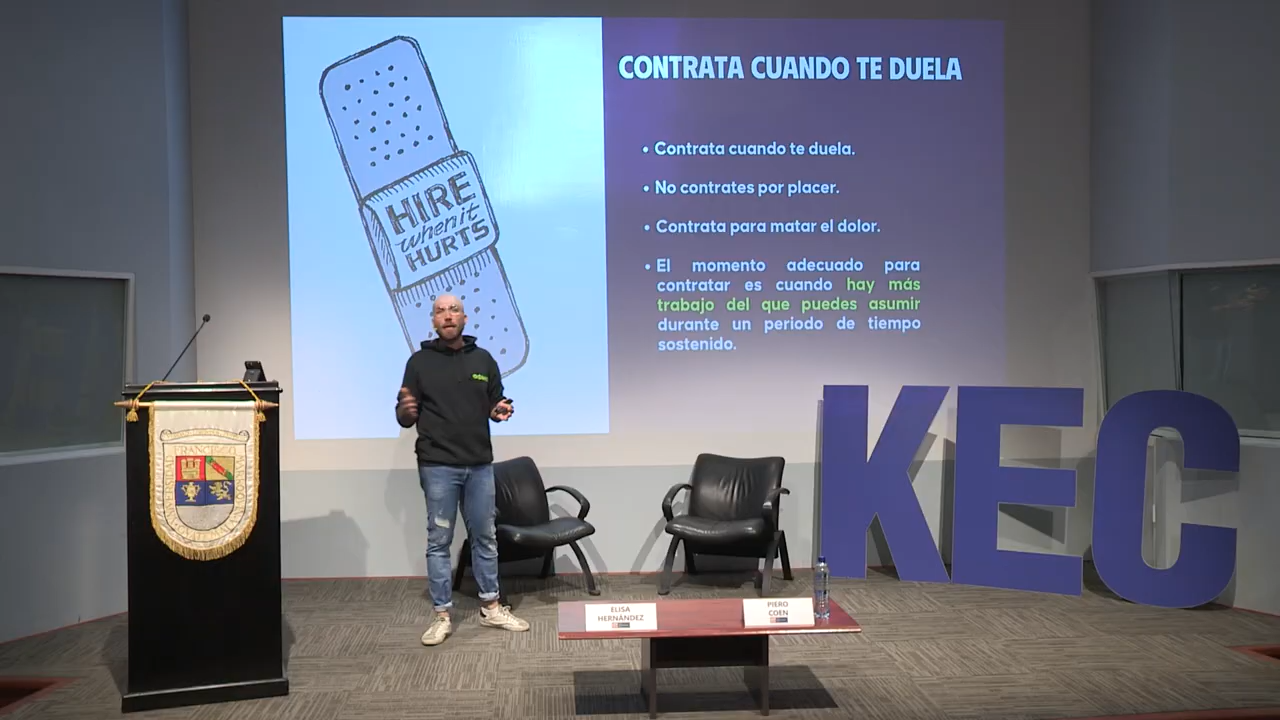 CONTRATA CUANDO TE DUELA
HIRE
when it
HURTS
• Contrata cuando te duela.
• No contrates por placer.
• Contrata para matar el dolor.
• El momento adecuado para
contratar es cuando hay más
trabajo del que puedes asumir
durante un periodo de tiempo
sostenido.
FRANCISCO
KEC
ELISA
HERNÁNDEZ
PIERO
COEN